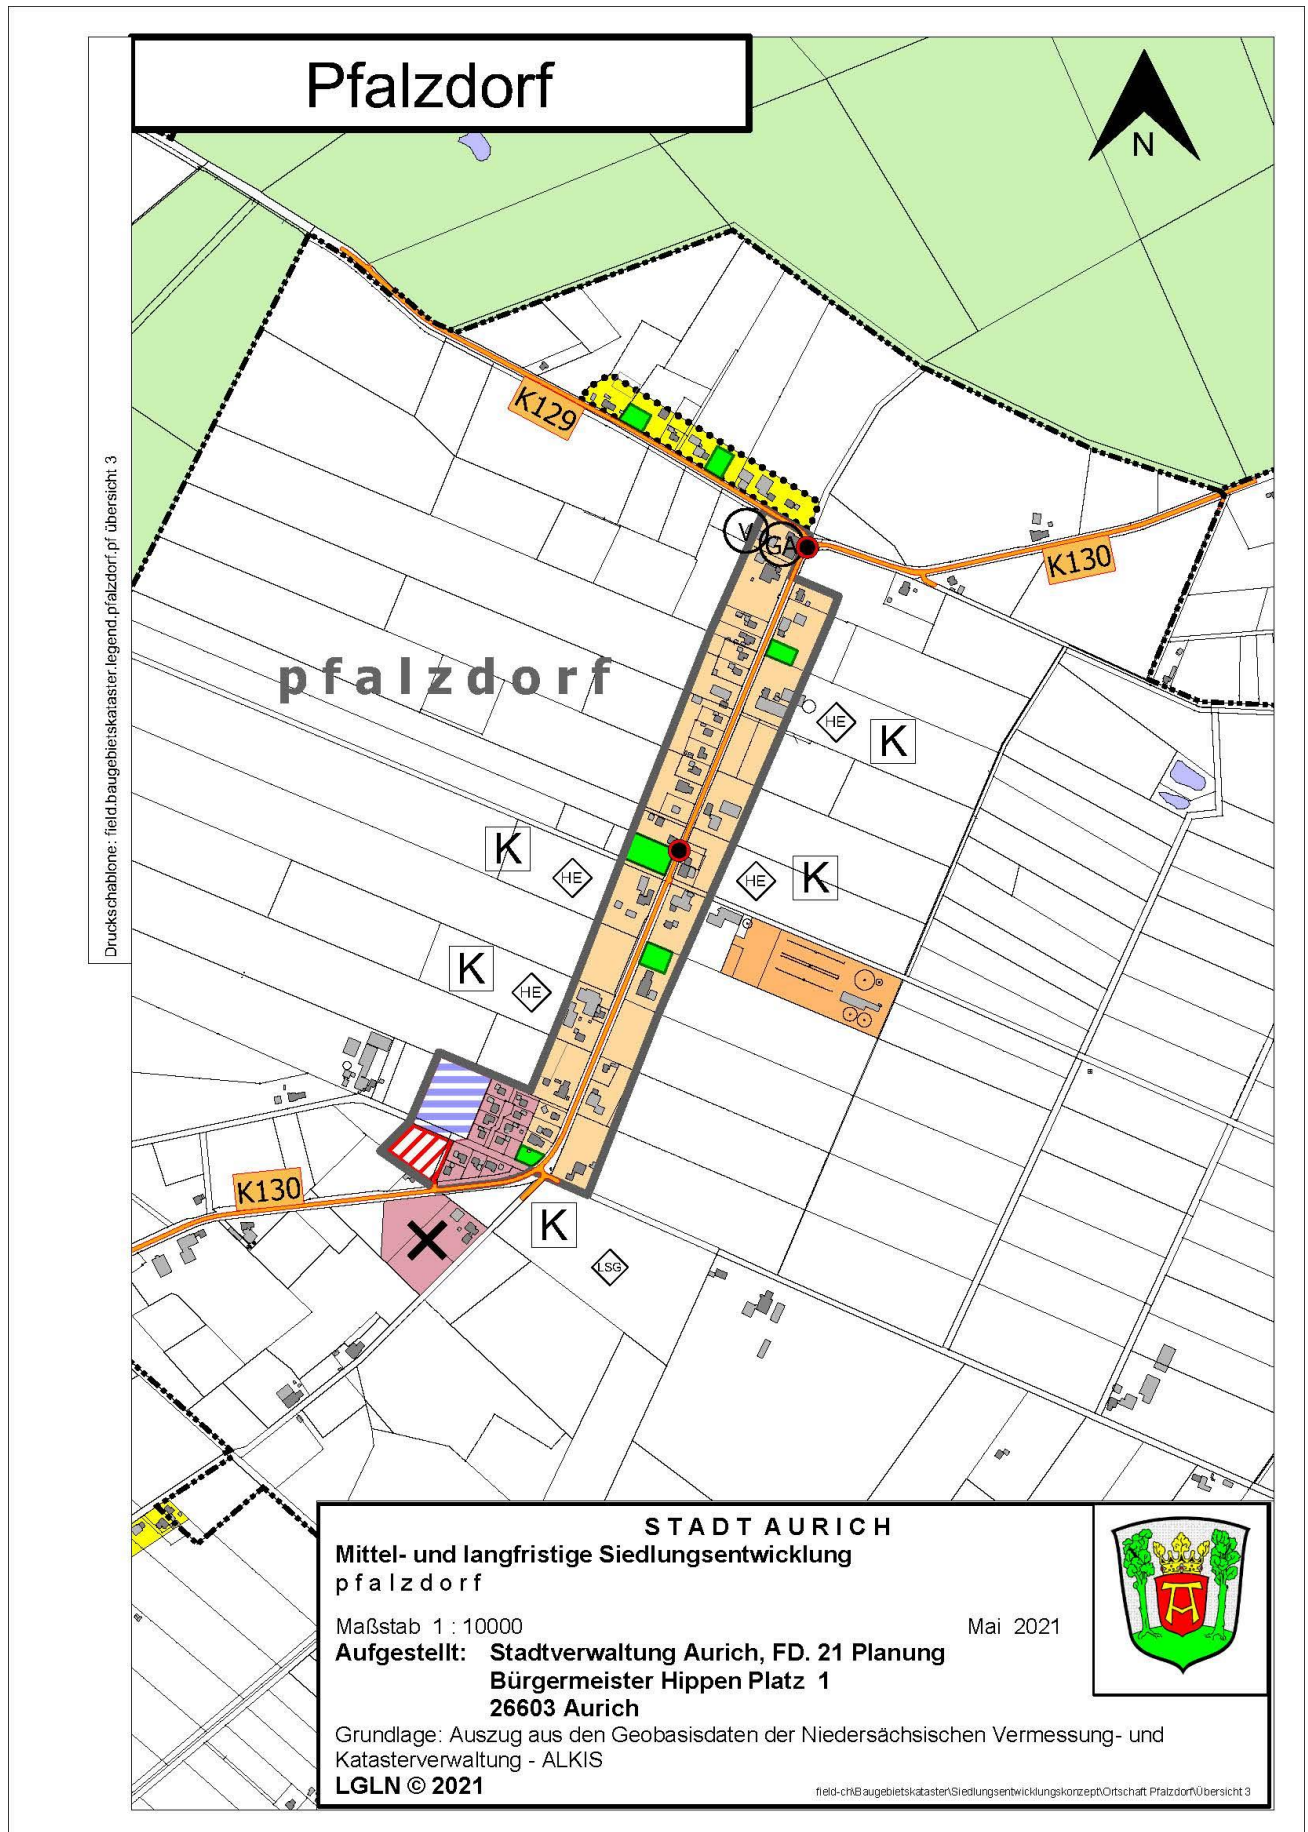 Pfalzdorf
N
Druckschablone: field.baugebietskataster.legend.pfalzdorf.pf übersicht 3
K129
V
GA
K130
pfalzdorf
HE
K
K
HE
HE
K
K
HE
K130
K
LSG
STADT AURICH
Mittel- und langfristige Siedlungsentwicklung
pfalzdorf
Maßstab 1 : 10000
Mai 2021
Aufgestellt: Stadtverwaltung Aurich, FD. 21 Planung
Bürgermeister Hippen Platz 1
26603 Aurich
Grundlage: Auszug aus den Geobasisdaten der Niedersächsischen Vermessung- und
Katasterverwaltung - ALKIS
LGLN © 2021
field-ch\Baugebietskataster\Siedlungsentwicklungskonzept\Ortschaft Pfalzdorf\Übersicht 3